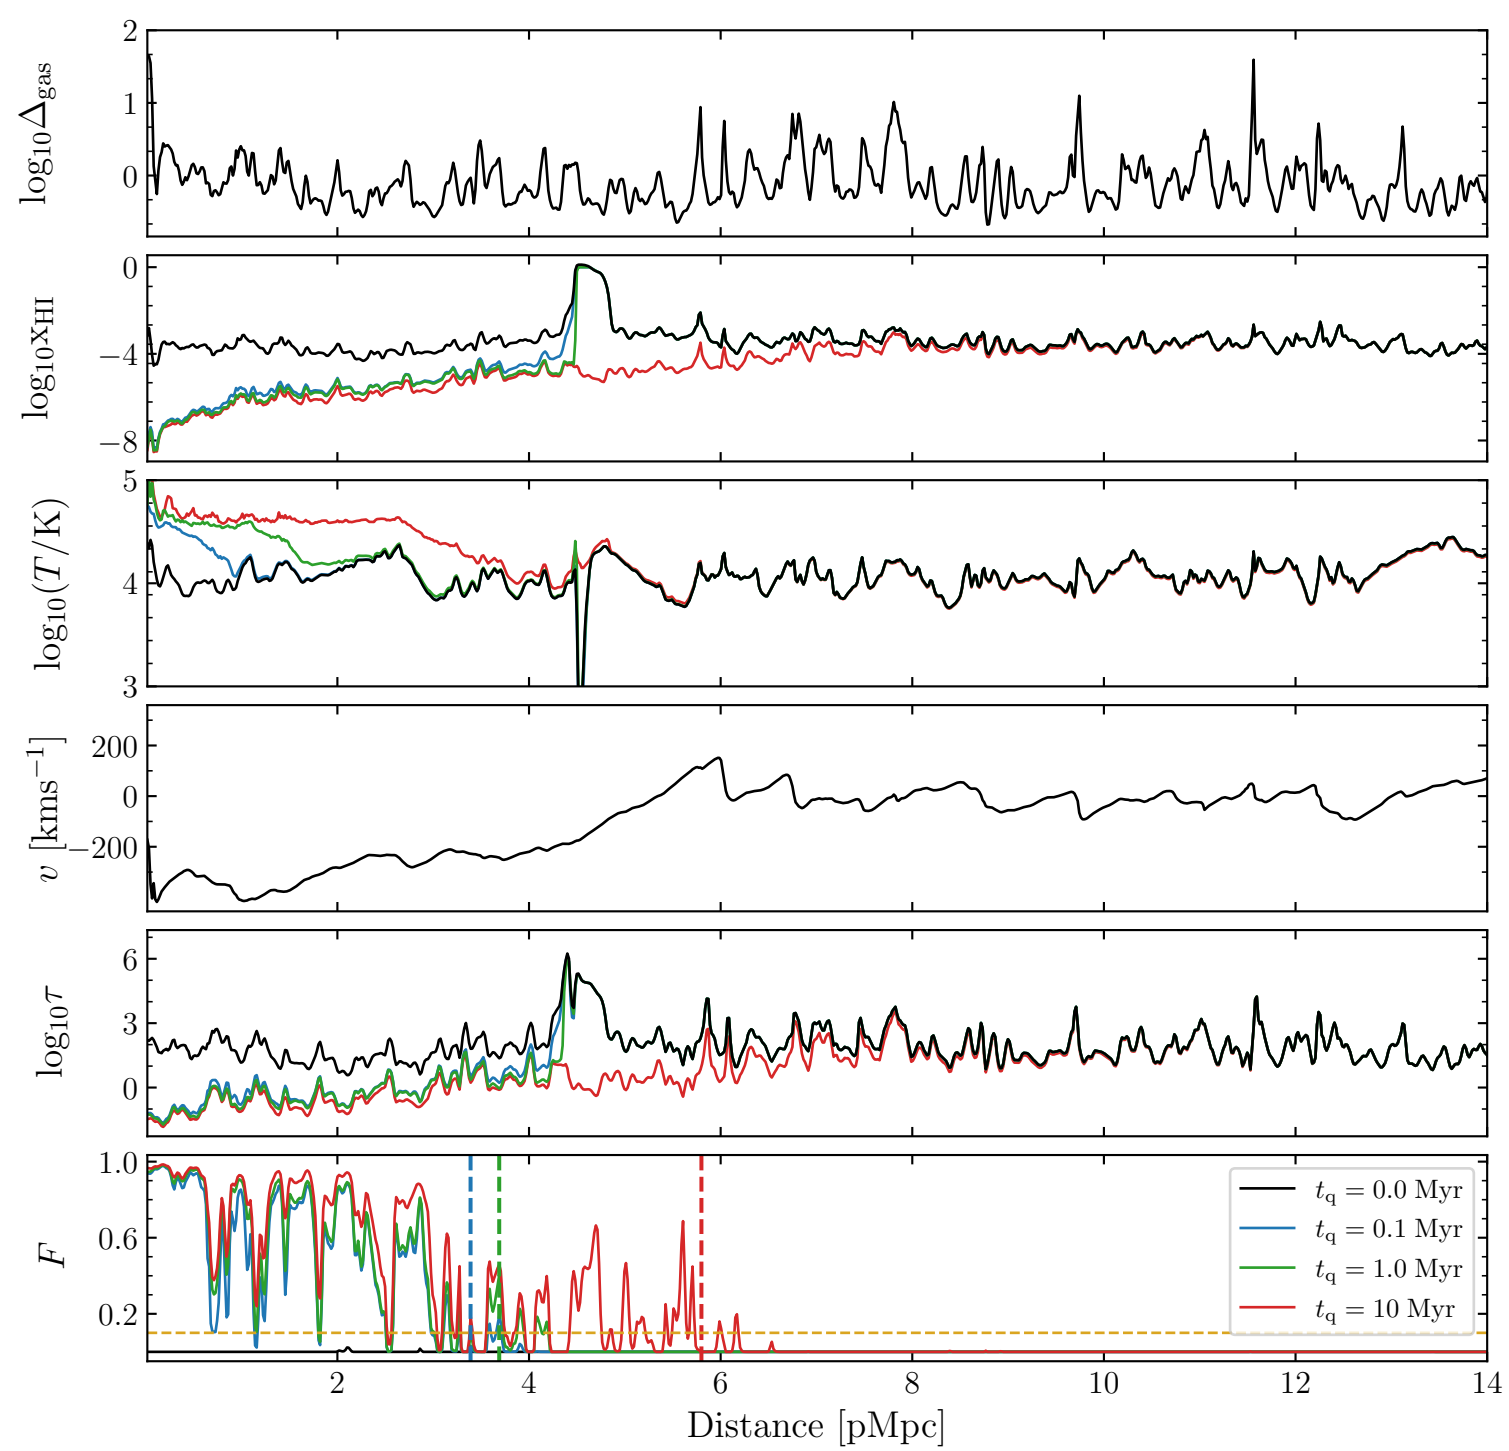 log₁₀Δgas
2
1
0
log₁₀xHI
0
−4
−8
log₁₀(T/K)
5
4
3
v [kms⁻¹]
200
0
−200
log₁₀τ
6
3
0
F
1.0
0.6
0.2
tq = 0.0 Myr
tq = 0.1 Myr
tq = 1.0 Myr
tq = 10 Myr
2 4 6 8 10 12 14
Distance [pMpc]